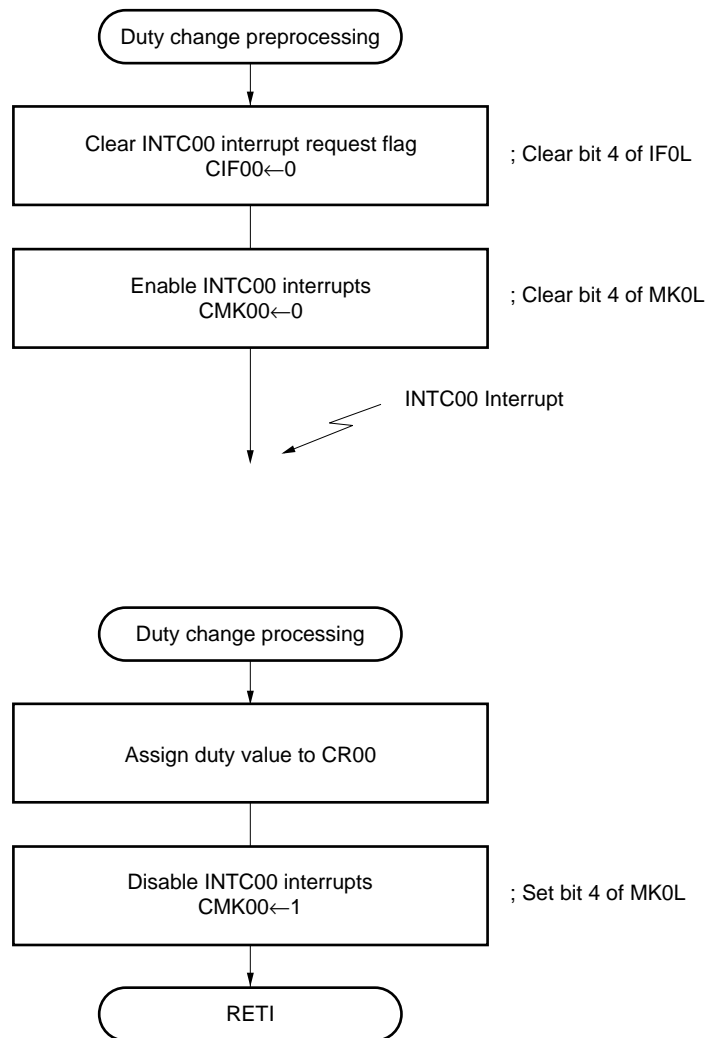 Duty change preprocessing
Clear INTC00 interrupt request flag
CIF00←0
; Clear bit 4 of IF0L
Enable INTC00 interrupts
CMK00←0
; Clear bit 4 of MK0L
INTC00 Interrupt
Duty change processing
Assign duty value to CR00
Disable INTC00 interrupts
CMK00←1
; Set bit 4 of MK0L
RETI